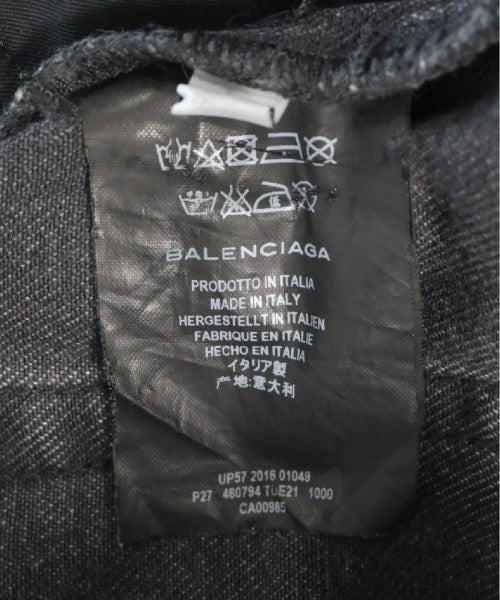 BALENCIAGA
PRODOTTO IN ITALIA
MADE IN ITALY
HERGESTELLT IN ITALIEN
FABRIQUE EN ITALIE
HECHO EN ITALIA
イタリア製
产地:意大利
UP57 2016 01049
P27 460794 TUE21 1000
CA00985